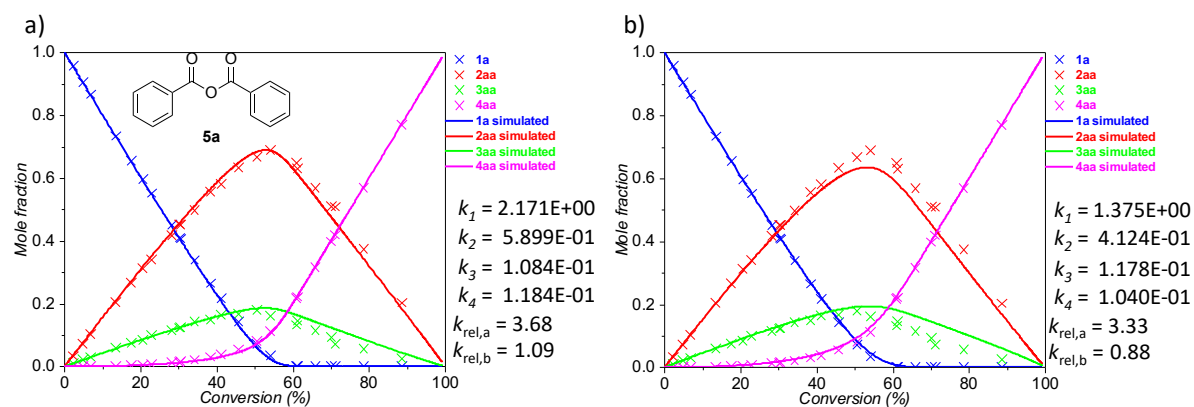 a)
1.0
0.8
0.6
0.4
0.2
0.0
Mole fraction
0
20
40
60
80
100
Conversion (%)
O
O
O
5a
1a
2aa
3aa
4aa
1a simulated
2aa simulated
3aa simulated
4aa simulated
k1 = 2.171E+00
k2 = 5.899E-01
k3 = 1.084E-01
k4 = 1.184E-01
krel,a = 3.68
krel,b = 1.09
b)
1.0
0.8
0.6
0.4
0.2
0.0
Mole fraction
0
20
40
60
80
100
Conversion (%)
1a
2aa
3aa
4aa
1a simulated
2aa simulated
3aa simulated
4aa simulated
k1 = 1.375E+00
k2 = 4.124E-01
k3 = 1.178E-01
k4 = 1.040E-01
krel,a = 3.33
krel,b = 0.88